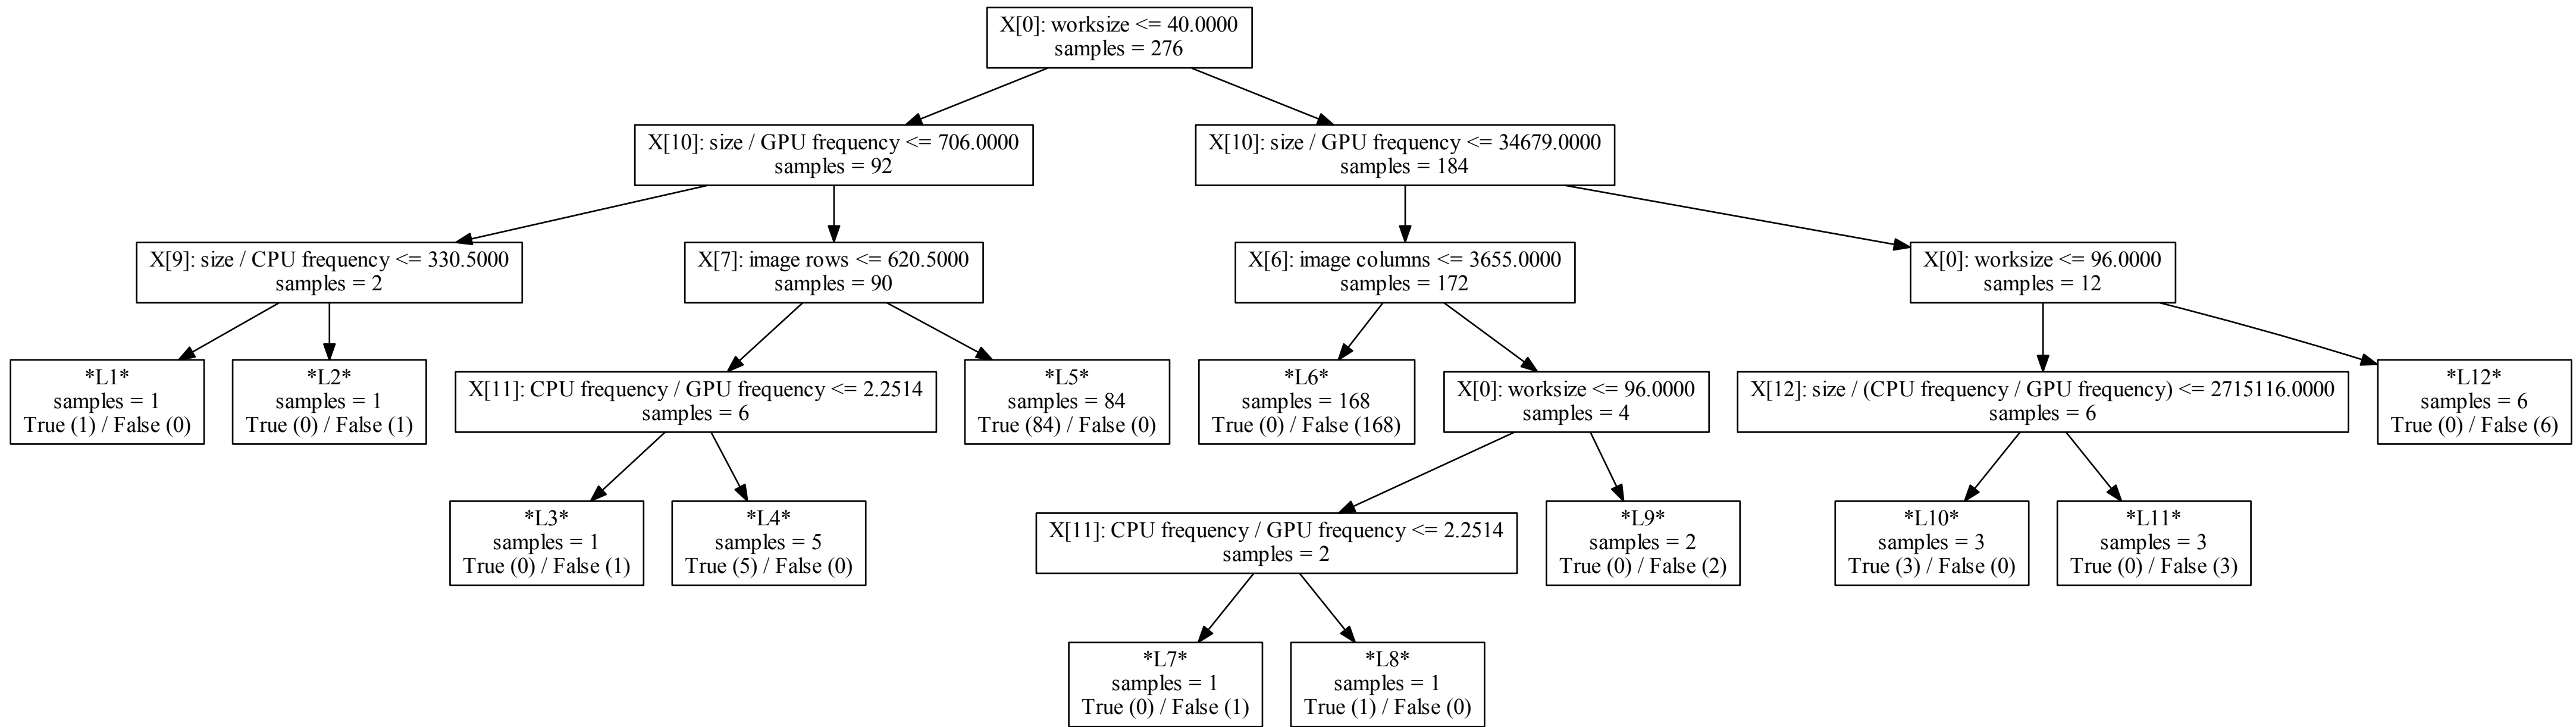 X[0]: worksize <= 40.0000
samples = 276
X[10]: size / GPU frequency <= 706.0000
samples = 92
X[10]: size / GPU frequency <= 34679.0000
samples = 184
X[9]: size / CPU frequency <= 330.5000
samples = 2
X[7]: image rows <= 620.5000
samples = 90
X[6]: image columns <= 3655.0000
samples = 172
X[0]: worksize <= 96.0000
samples = 12
*L1*
samples = 1
True (1) / False (0)
*L2*
samples = 1
True (0) / False (1)
X[11]: CPU frequency / GPU frequency <= 2.2514
samples = 6
*L5*
samples = 84
True (84) / False (0)
*L6*
samples = 168
True (0) / False (168)
X[0]: worksize <= 96.0000
samples = 4
X[12]: size / (CPU frequency / GPU frequency) <= 2715116.0000
samples = 6
*L12*
samples = 6
True (0) / False (6)
*L3*
samples = 1
True (0) / False (1)
*L4*
samples = 5
True (5) / False (0)
X[11]: CPU frequency / GPU frequency <= 2.2514
samples = 2
*L9*
samples = 2
True (0) / False (2)
*L10*
samples = 3
True (3) / False (0)
*L11*
samples = 3
True (0) / False (3)
*L7*
samples = 1
True (0) / False (1)
*L8*
samples = 1
True (1) / False (0)